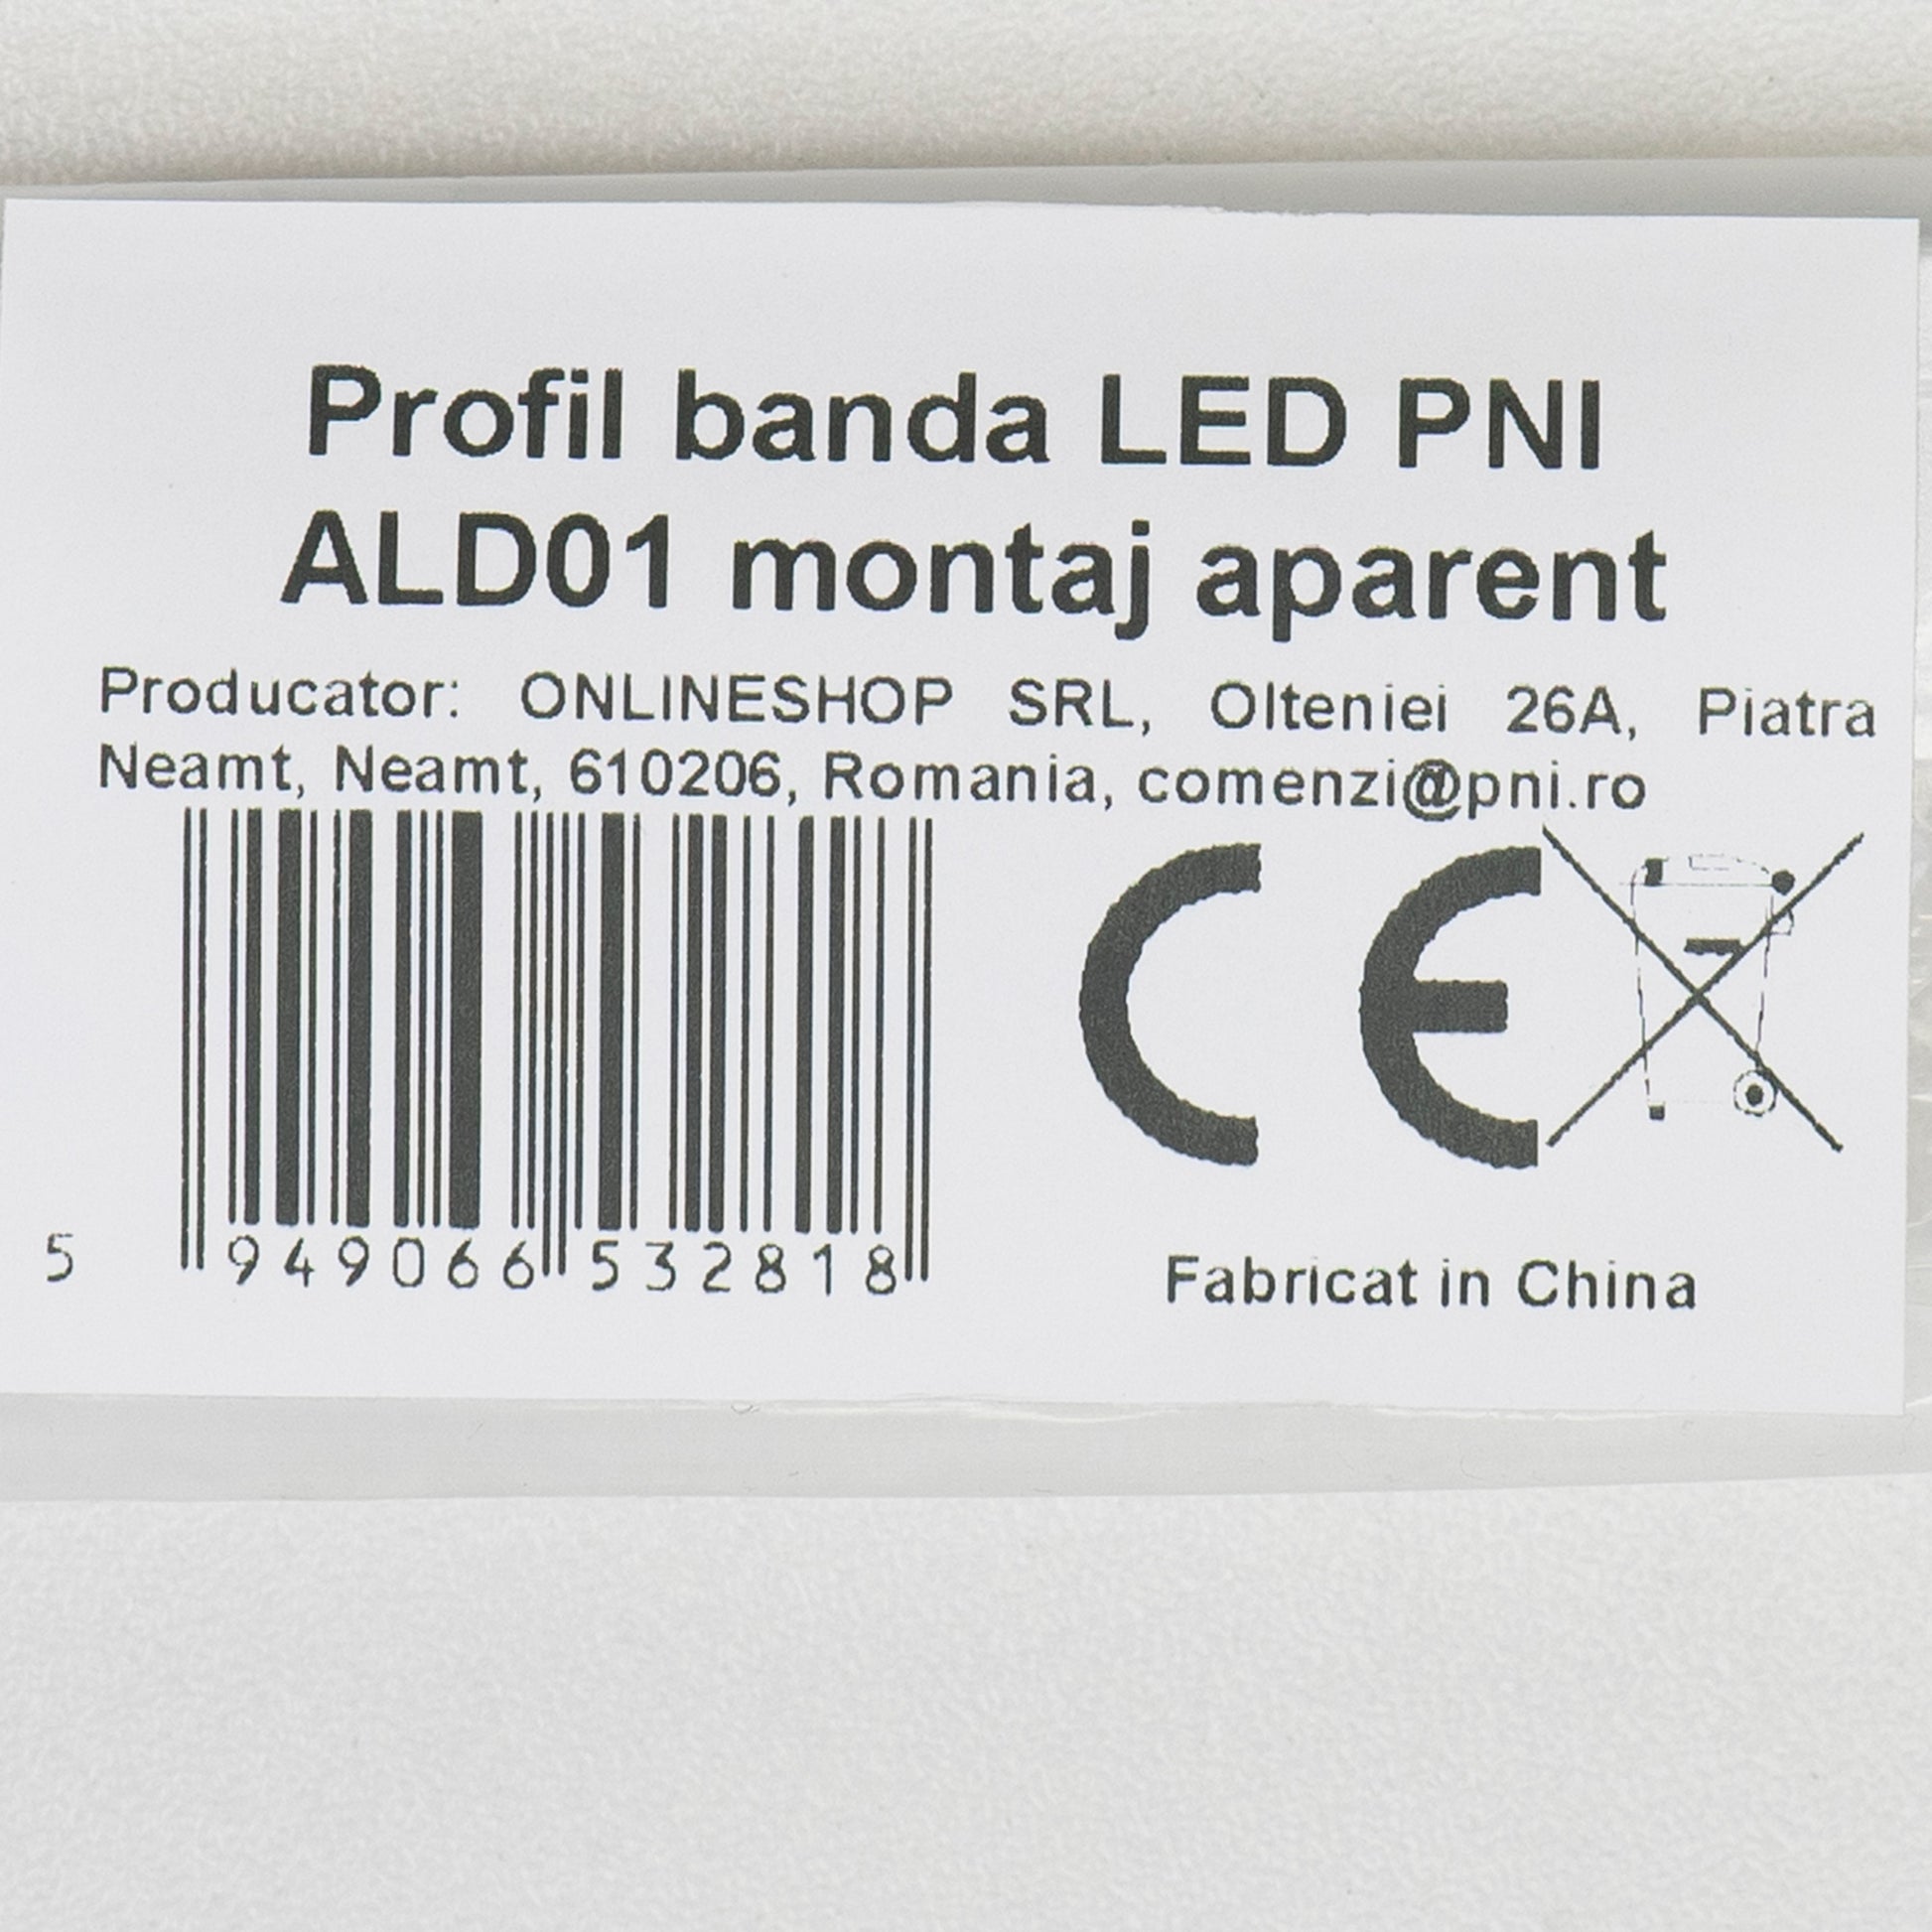 Profil banda LED PNI
ALD01 montaj aparent
Producator: ONLINESHOP SRL, Olteniei 26A, Piatra
Neamt, Neamt, 610206, Romania, comenzi@pni.ro
CE
5 949066 532818
Fabricat in China